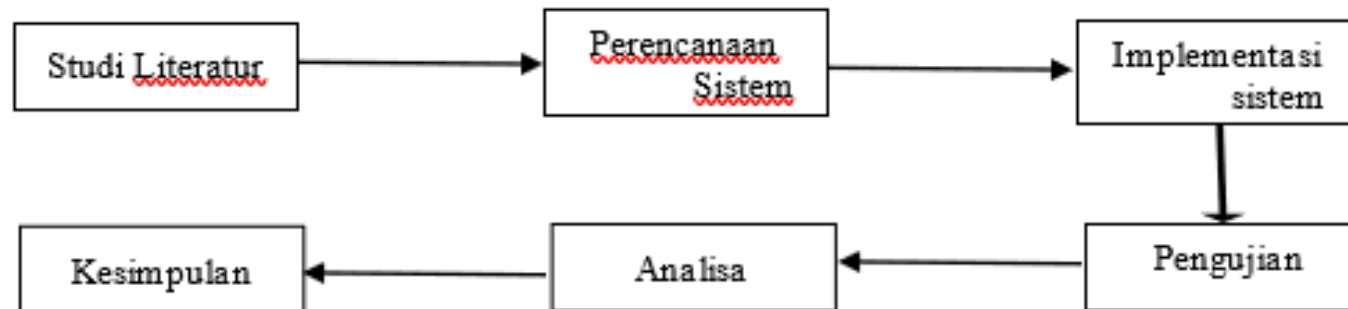 Studi Literatur
Perencanaan
Sistem
Implementasi
sistem
Pengujian
Analisa
Kesimpulan